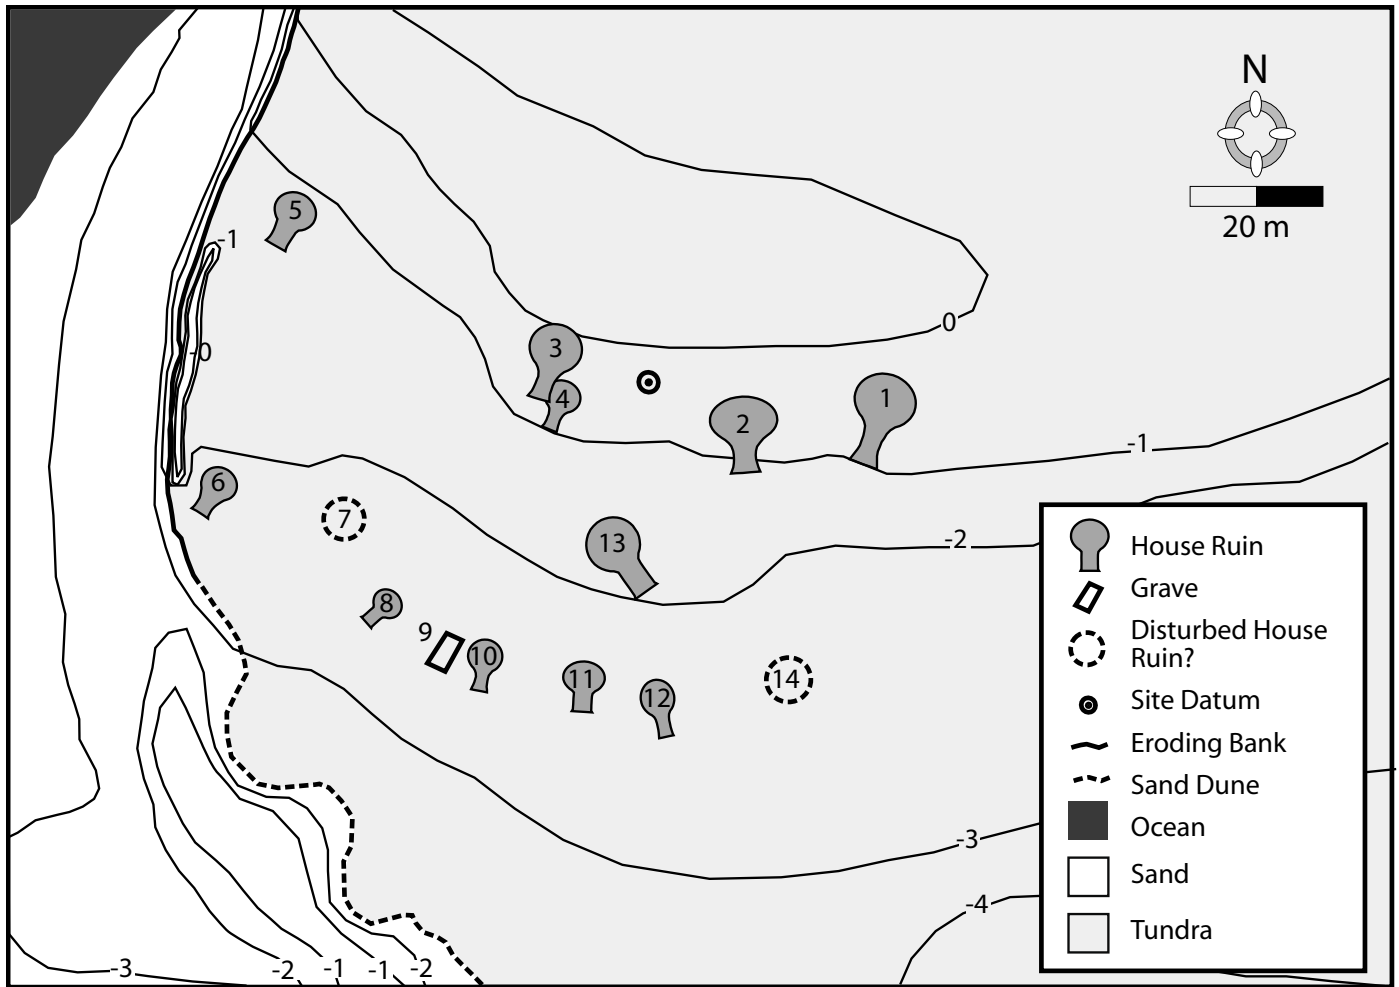 N
20 m
5
-1
-0
0
3
4
2
1
-1
6
7
13
-2
8
9
10
11
12
14
-3
-4
-3
-2
-1
-1
-2
House Ruin
Grave
Disturbed House
Ruin?
Site Datum
Eroding Bank
Sand Dune
Ocean
Sand
Tundra